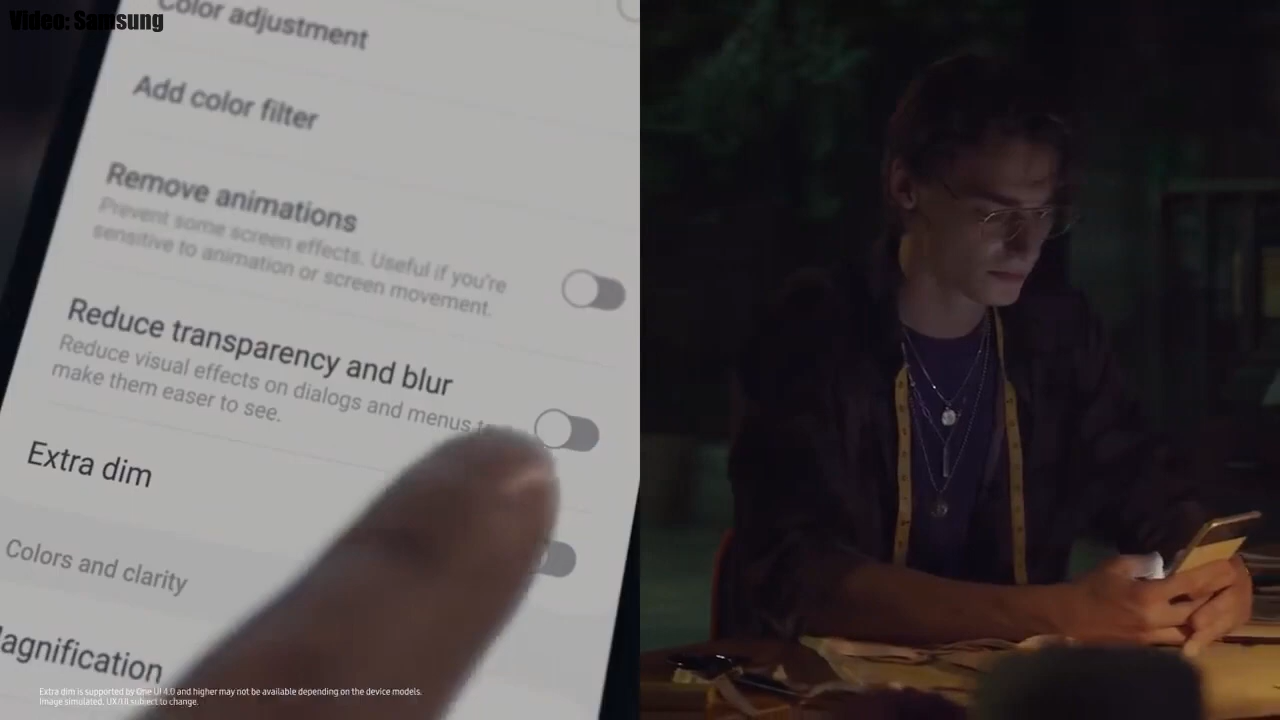 Video: Samsung
Color adjustment
Add color filter
Remove animations
Prevent some screen effects. Useful if you're
sensitive to animation or screen movement.
Reduce transparency and blur
Reduce visual effects on dialogs and menus
make them easier to see.
Extra dim
Colors and clarity
agnification
Extra dim is supported by One UI 4.0 and higher may not be available depending on the device models.
Image simulated. UX/UI subject to change.